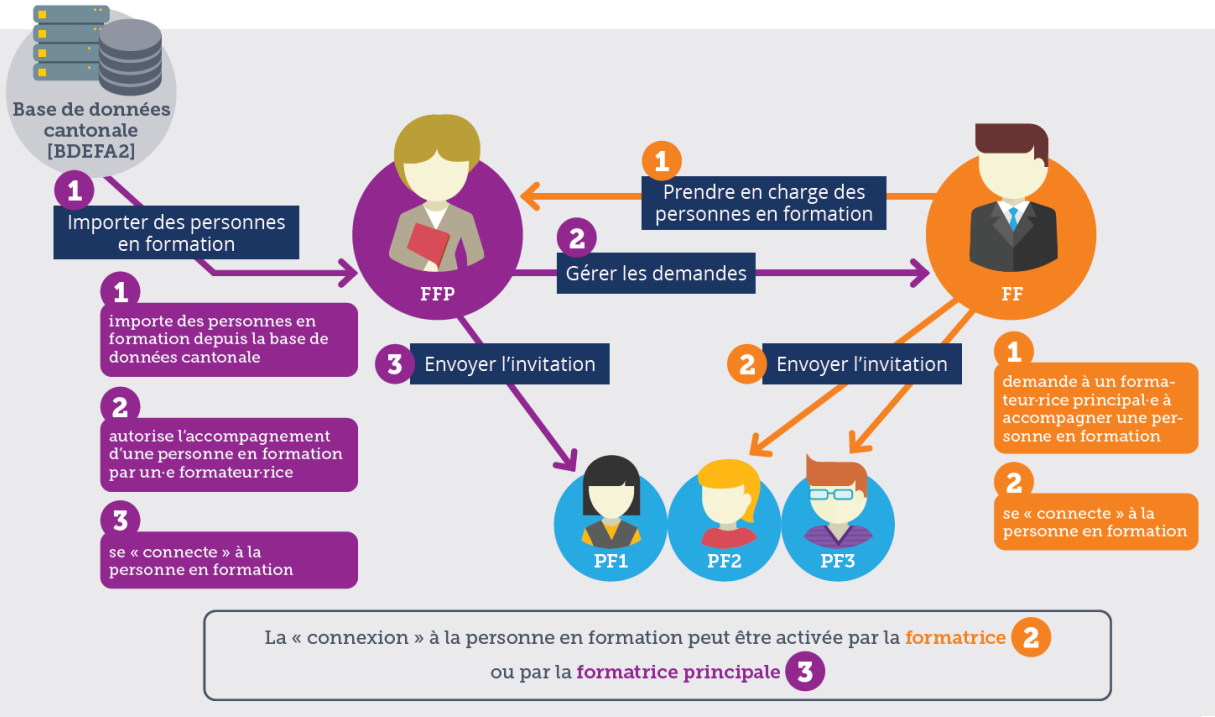 Base de données
cantonale
[BDEFA2]
1
Importer des personnes
en formation
1
importe des personnes en
formation depuis la base de
données cantonale
2
autorise l’accompagnement
d’une personne en formation
par un·e formateur·rice
3
se « connecte » à la
personne en formation
FFP
1
Prendre en charge des
personnes en formation
2
Gérer les demandes
FF
3 Envoyer l’invitation
2 Envoyer l’invitation
1
demande à un forma-
teur·rice principal·e à
accompagner une per-
sonne en formation
2
se « connecte » à la
personne en formation
PF1
PF2
PF3
La « connexion » à la personne en formation peut être activée par la formatrice 2
ou par la formatrice principale 3